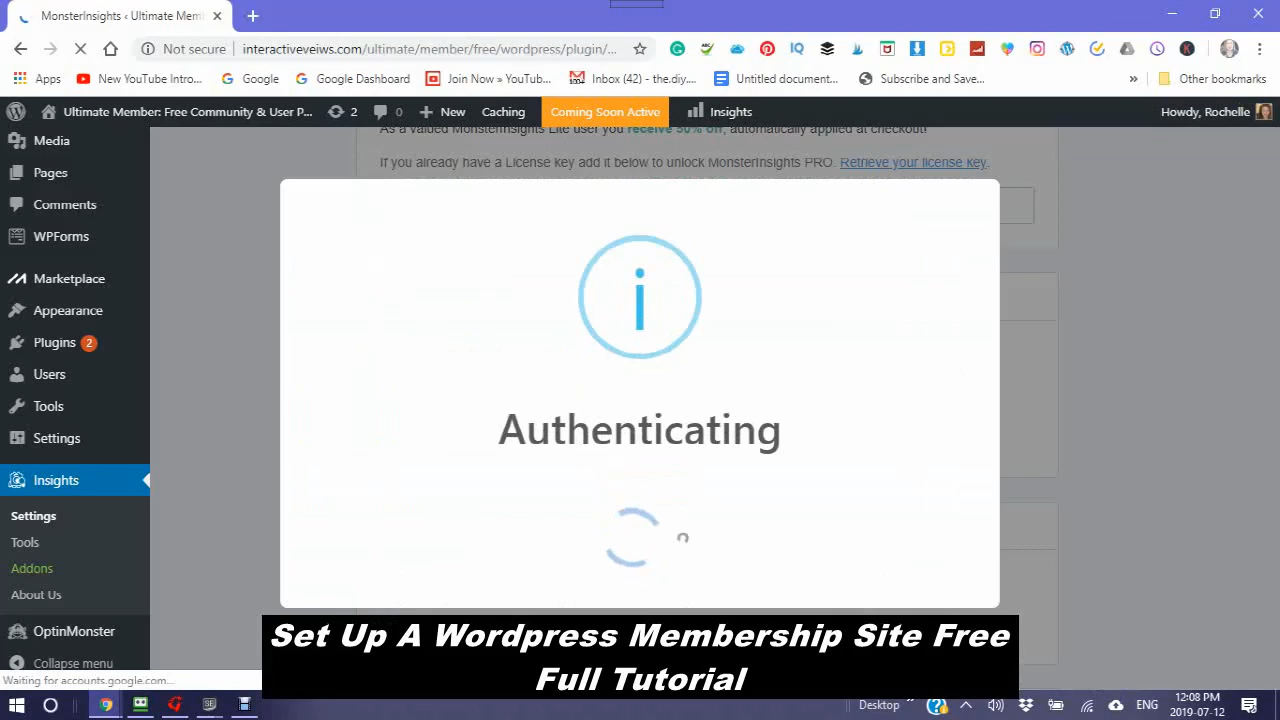 MonsterInsights ‹ Ultimate Memb
Not secure
interactiveveiws.com/ultimate/member/free/wordpress/plugin/...
Apps
New YouTube Intro...
Google
Google Dashboard
Join Now » YouTub...
Inbox (42) - the.diy....
Untitled document...
Subscribe and Save...
»
Other bookmarks
Ultimate Member: Free Community & User P...
2
0
New
Caching
Coming Soon Active
Insights
Howdy, Rochelle
Media
Pages
Comments
WPForms
Marketplace
Appearance
Plugins 2
Users
Tools
Settings
Insights
Settings
Tools
Addons
About Us
OptinMonster
Collapse menu
As a valued MonsterInsights Lite user you receive 50% off, automatically applied at checkout!
If you already have a License key add it below to unlock MonsterInsights PRO. Retrieve your license key.
i
Authenticating
Set Up A Wordpress Membership Site Free
Full Tutorial
Waiting for accounts.google.com...
Desktop
»
ENG
12:08 PM
2019-07-12